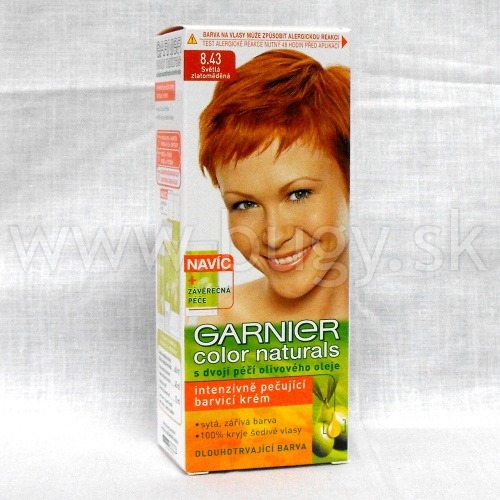 BARVA NA VLASY MŮŽE ZPŮSOBIT ALERGICKOU REAKCI
TEST ALERGICKÉ REAKCE NUTNÝ 48 HODIN PŘED APLIKACÍ
8.43
Světlá
zlatoměděná
www.bugy.sk
NAVÍC
+
ZÁVĚREČNÁ
PÉČE
GARNIER
color naturals
s dvojí péčí olivového oleje
intenzivně pečující
barvicí krém
•sytá, zářivá barva
•100% kryje šedivé vlasy
DLOUHOTRVAJÍCÍ BARVA